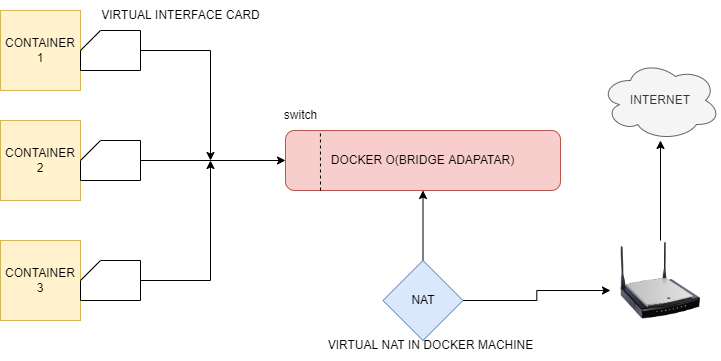 VIRTUAL INTERFACE CARD
CONTAINER
1
INTERNET
switch
CONTAINER
2
DOCKER O(BRIDGE ADAPATAR)
CONTAINER
3
NAT
VIRTUAL NAT IN DOCKER MACHINE